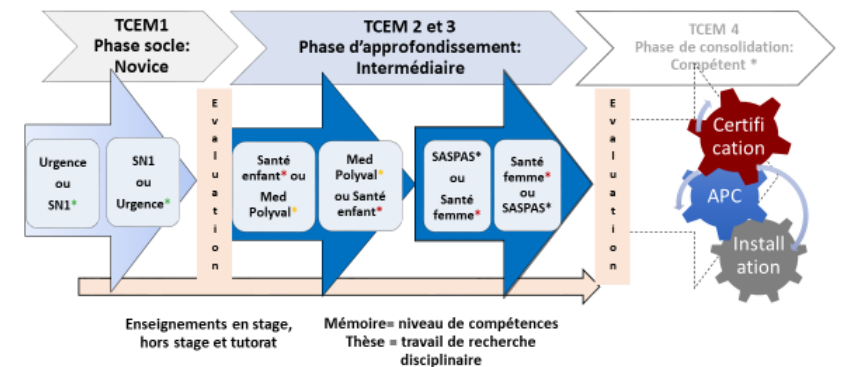 TCEM1
Phase socle:
Novice
TCEM 2 et 3
Phase d'approfondissement:
Intermédiaire
TCEM 4
Phase de consolidation:
Compétent *
Evaluation
Evaluation
Urgence
ou
SN1*
SN1
ou
Urgence*
Santé
enfant* ou
Med
Polyval*
Med
Polyval*
ou Santé
enfant*
SASPAS*
ou
Santé
femme*
Santé
femme*
ou
SASPAS*
Certifi
cation
APC
Install
ation
Enseignements en stage,
hors stage et tutorat
Mémoire= niveau de compétences
Thèse = travail de recherche
disciplinaire